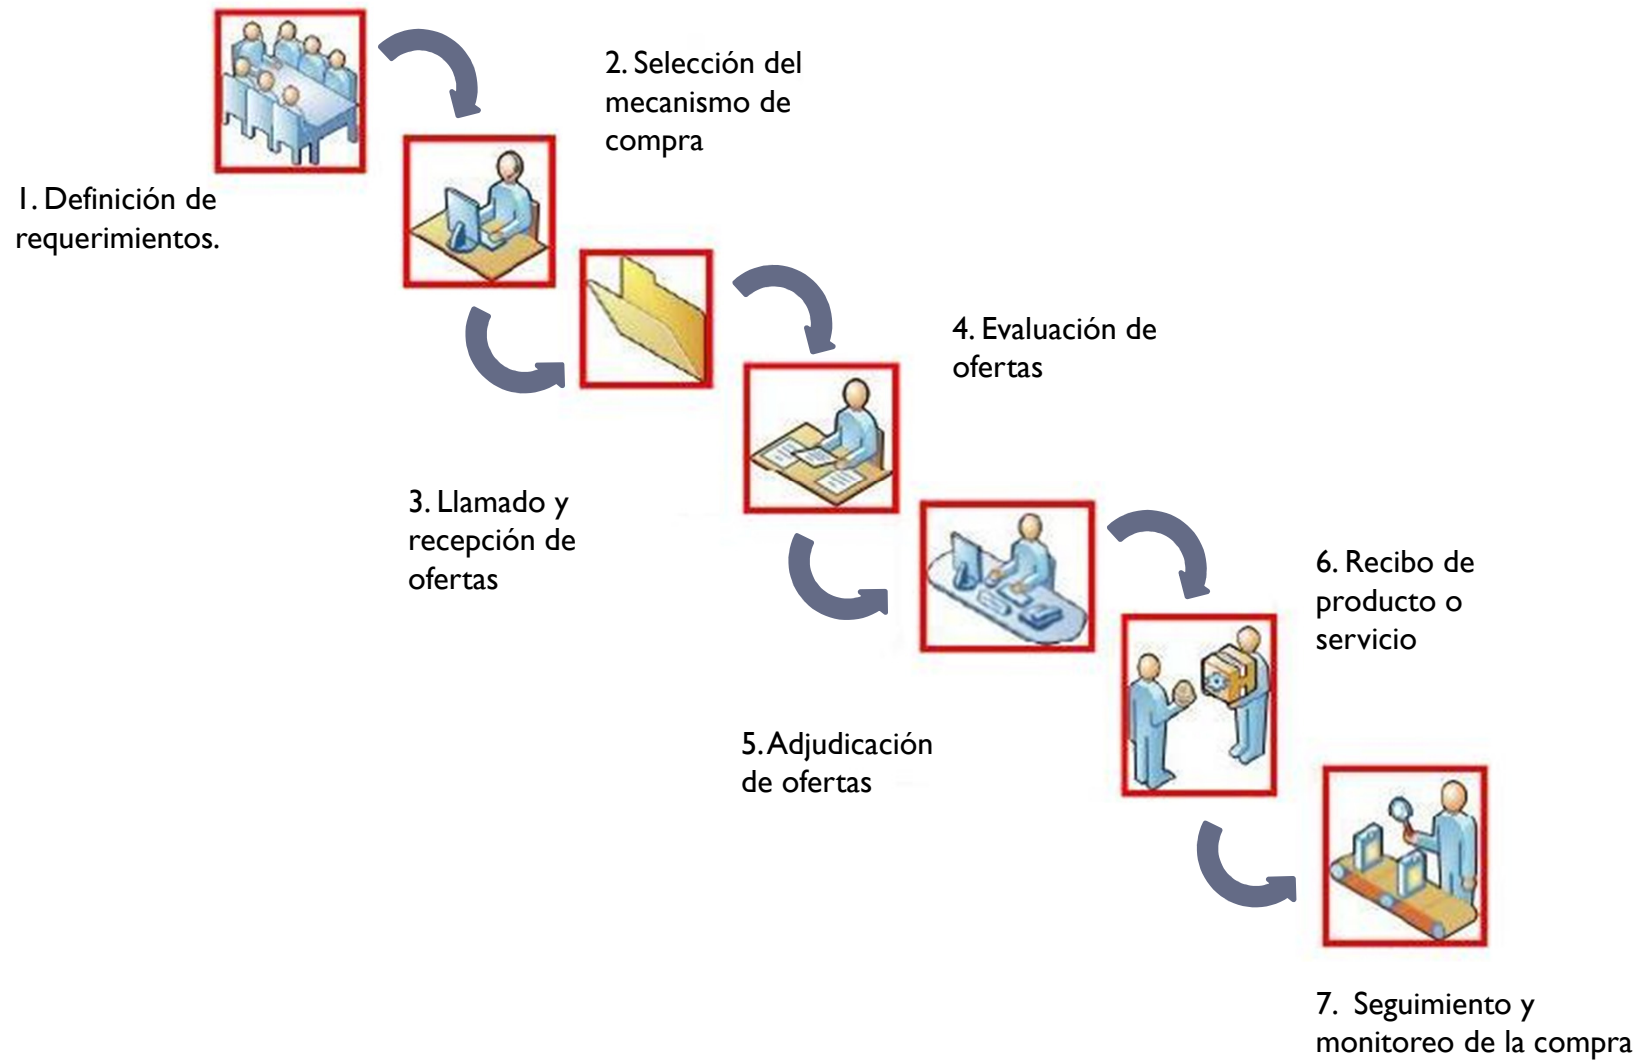 1. Definición de
requerimientos.
2. Selección del
mecanismo de
compra
3. Llamado y
recepción de
ofertas
4. Evaluación de
ofertas
5. Adjudicación
de ofertas
6. Recibo de
producto o
servicio
7. Seguimiento y
monitoreo de la compra